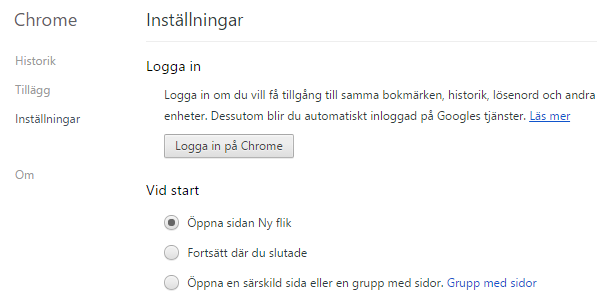 Chrome
Historik
Tillägg
Inställningar
Om
Inställningar
Logga in
Logga in om du vill få tillgång till samma bokmärken, historik, lösenord och andra
enheter. Dessutom blir du automatiskt inloggad på Googles tjänster. Läs mer
Logga in på Chrome
Vid start
Öppna sidan Ny flik
Fortsätt där du slutade
Öppna en särskild sida eller en grupp med sidor. Grupp med sidor